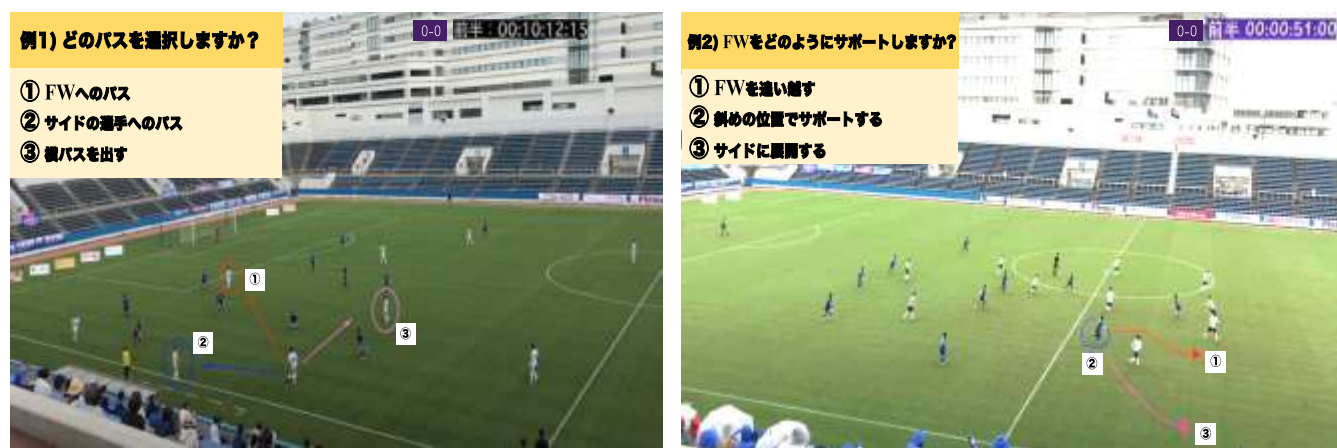 例1) どのパスを選択しますか？
① FWへのパス
② サイドの選手へのパス
③ 横パスを出す
0-0
前半：00:10:12:15
①
②
③
例2) FWをどのようにサポートしますか?
① FWを追い越す
② 斜めの位置でサポートする
③ サイドに展開する
0-0
前半 00:00:51:00
①
②
③